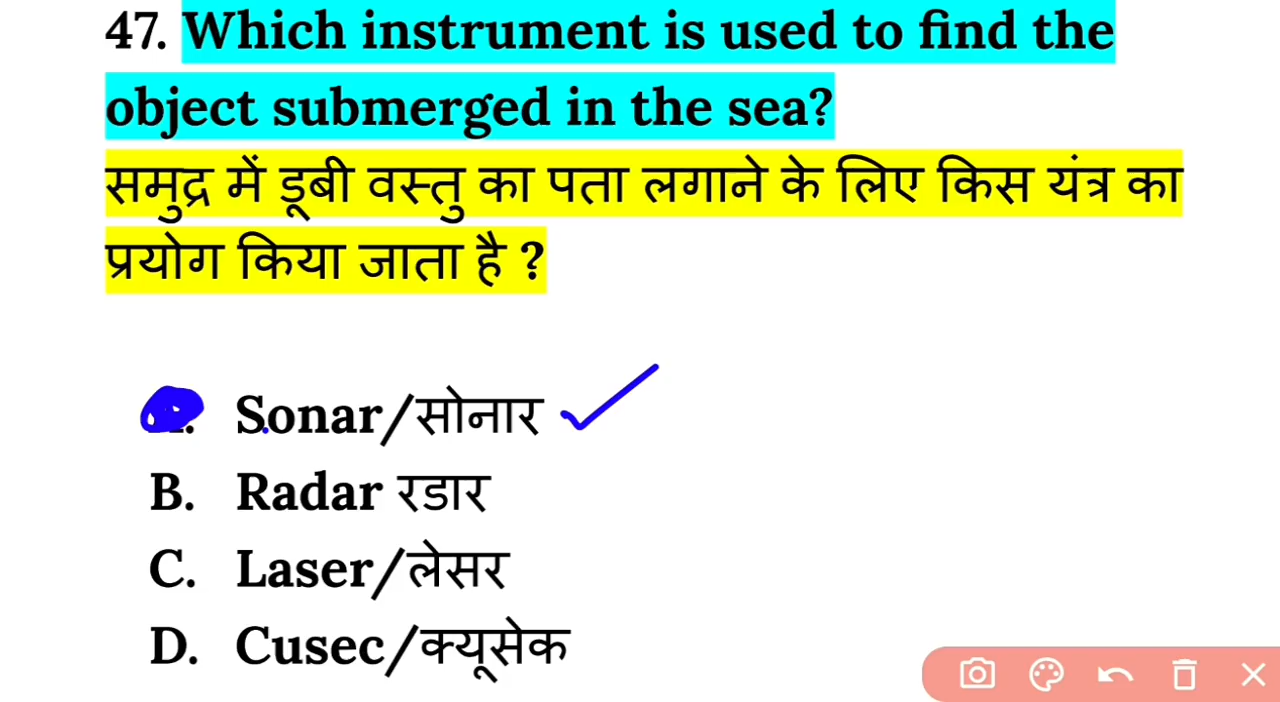 47. Which instrument is used to find the
object submerged in the sea?
समुद्र में डूबी वस्तु का पता लगाने के लिए किस यंत्र का
प्रयोग किया जाता है ?
Sonar/सोनार
B. Radar रडार
C. Laser/लेसर
D. Cusec/क्यूसेक